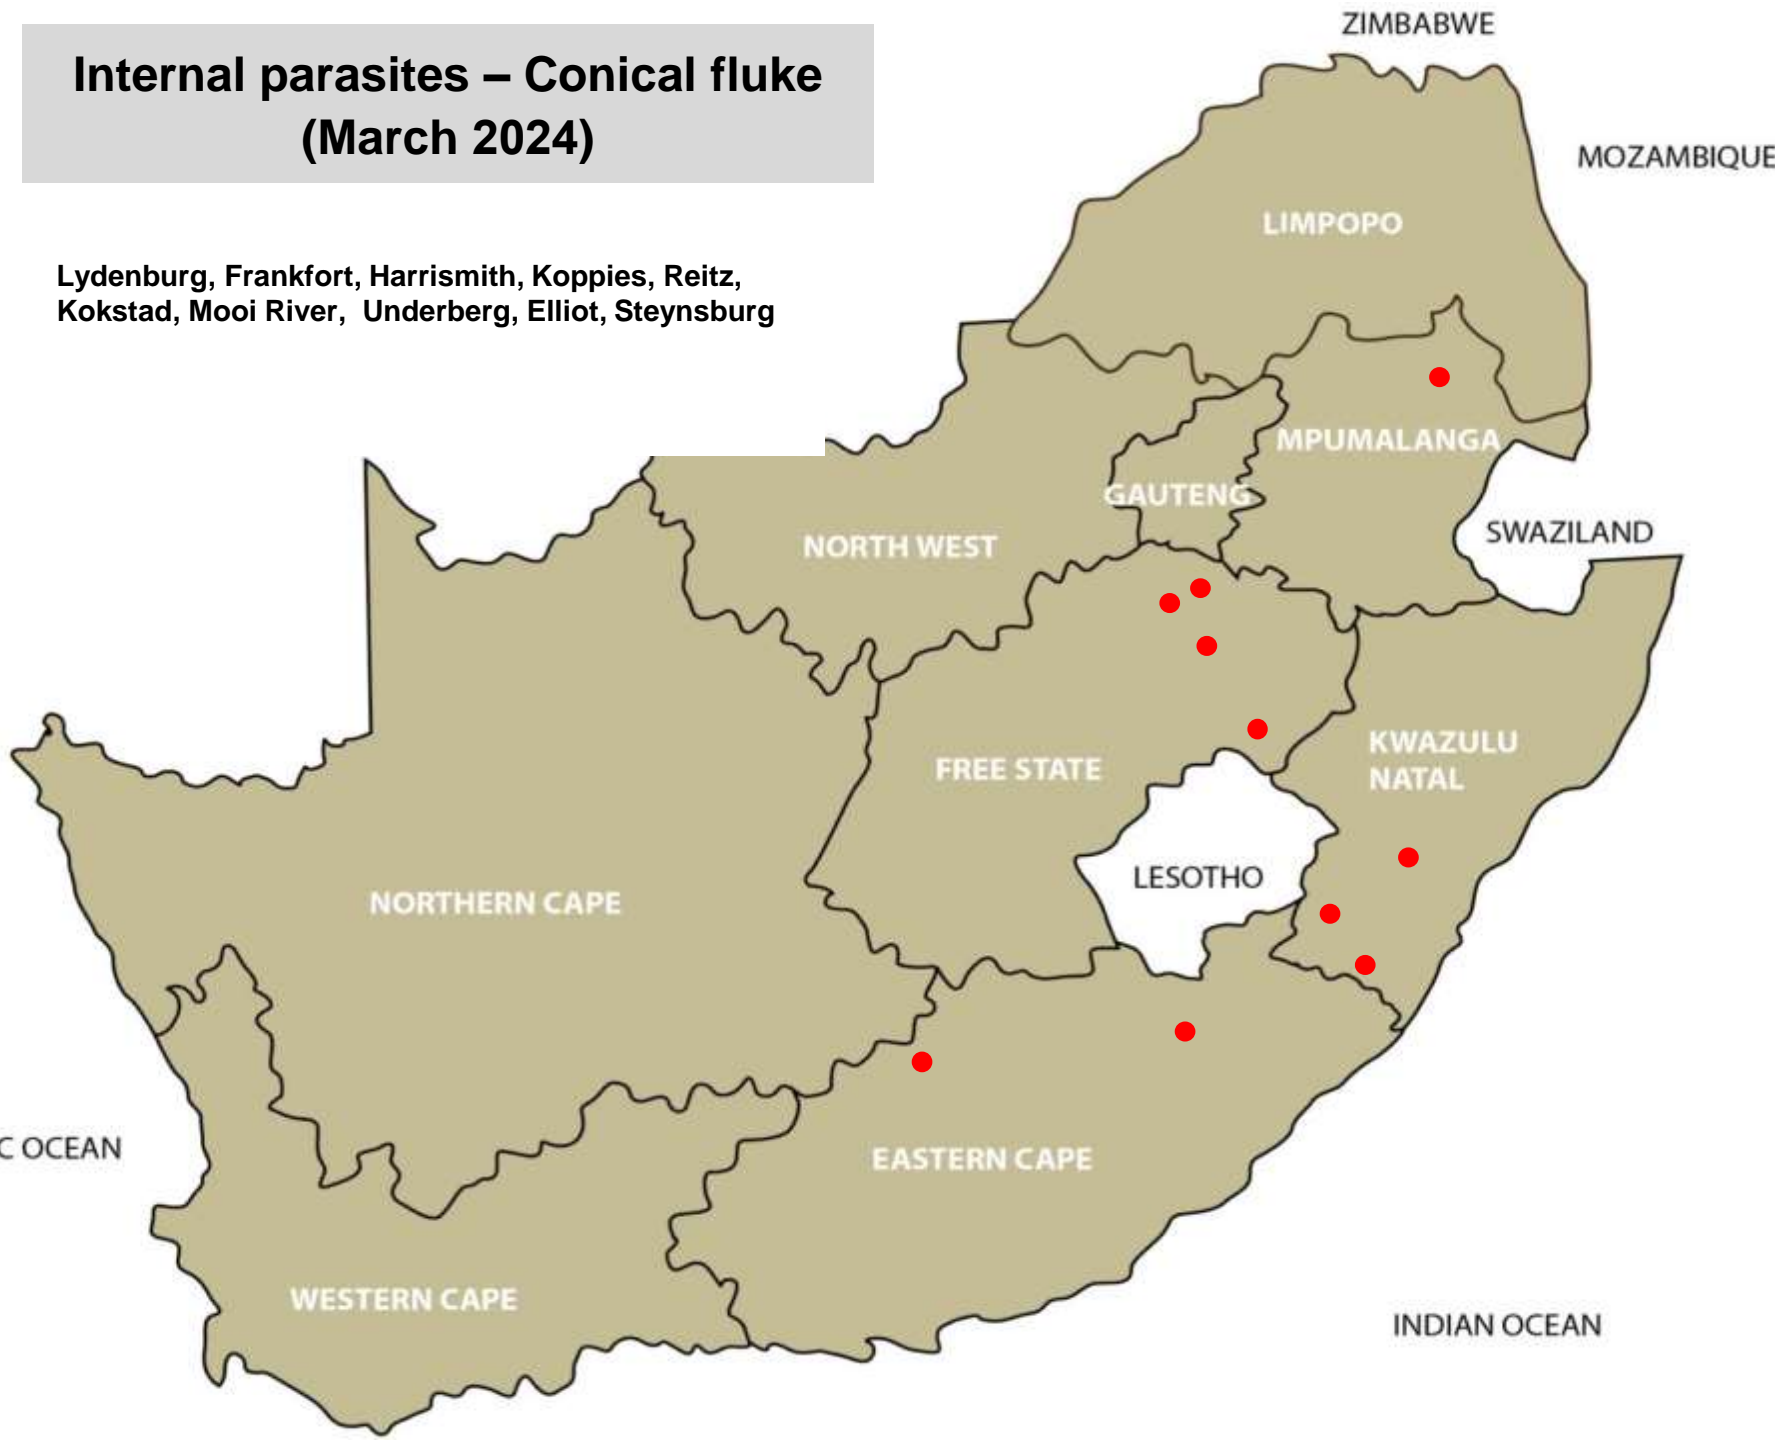 Internal parasites – Conical fluke
(March 2024)
Lydenburg, Frankfort, Harrismith, Koppies, Reitz,
Kokstad, Mooi River,  Underberg, Elliot, Steynsburg
ZIMBABWE
MOZAMBIQUE
LIMPOPO
MPUMALANGA
GAUTENG
SWAZILAND
NORTH WEST
KWAZULU
NATAL
FREE STATE
LESOTHO
NORTHERN CAPE
C OCEAN
EASTERN CAPE
WESTERN CAPE
INDIAN OCEAN